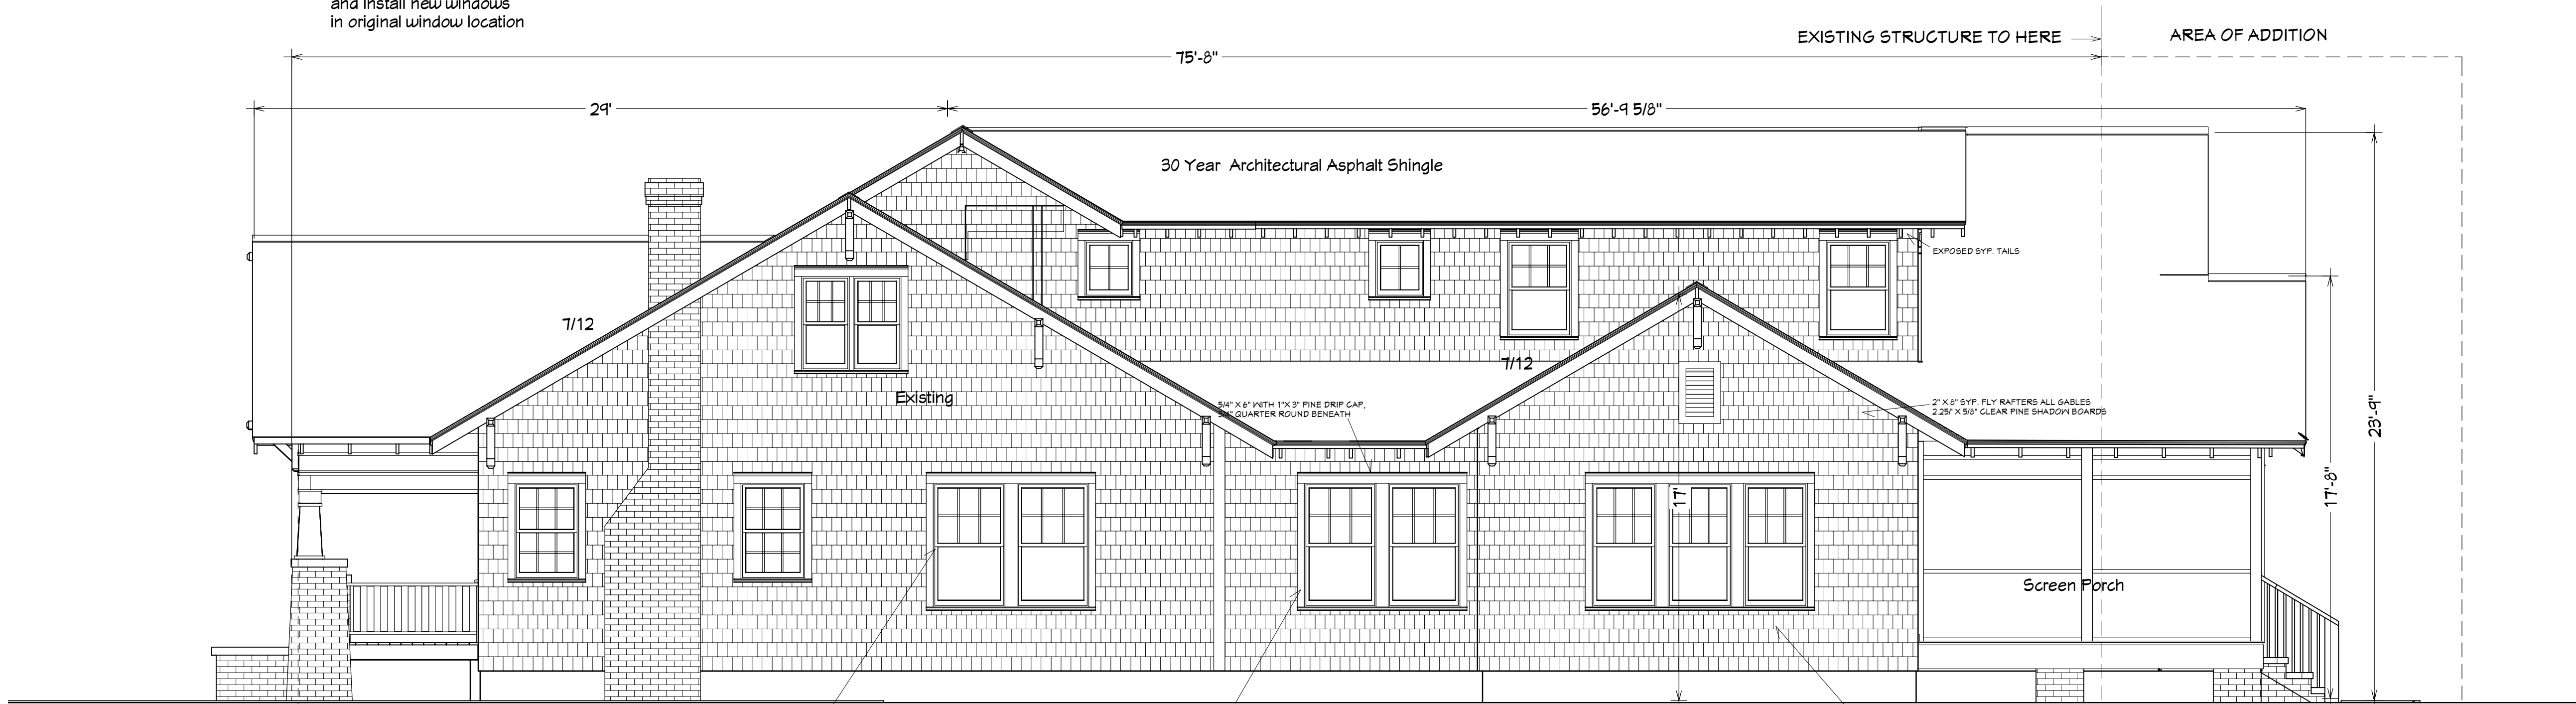 and install new windows
in original window location
EXISTING STRUCTURE TO HERE
AREA OF ADDITION
75'-8"
29'
56'-9 5/8"
30 Year Architectural Asphalt Shingle
EXPOSED SYP. TAILS
7/12
7/12
Existing
5/4" X 6" WITH 1"X 3" PINE DRIP CAP,
3/4" QUARTER ROUND BENEATH
2" X 8" SYP. FLY RAFTERS ALL GABLES
2.25" X 5/8" CLEAR PINE SHADOW BOARDS
23'-9"
17'-8"
17'
Screen Porch